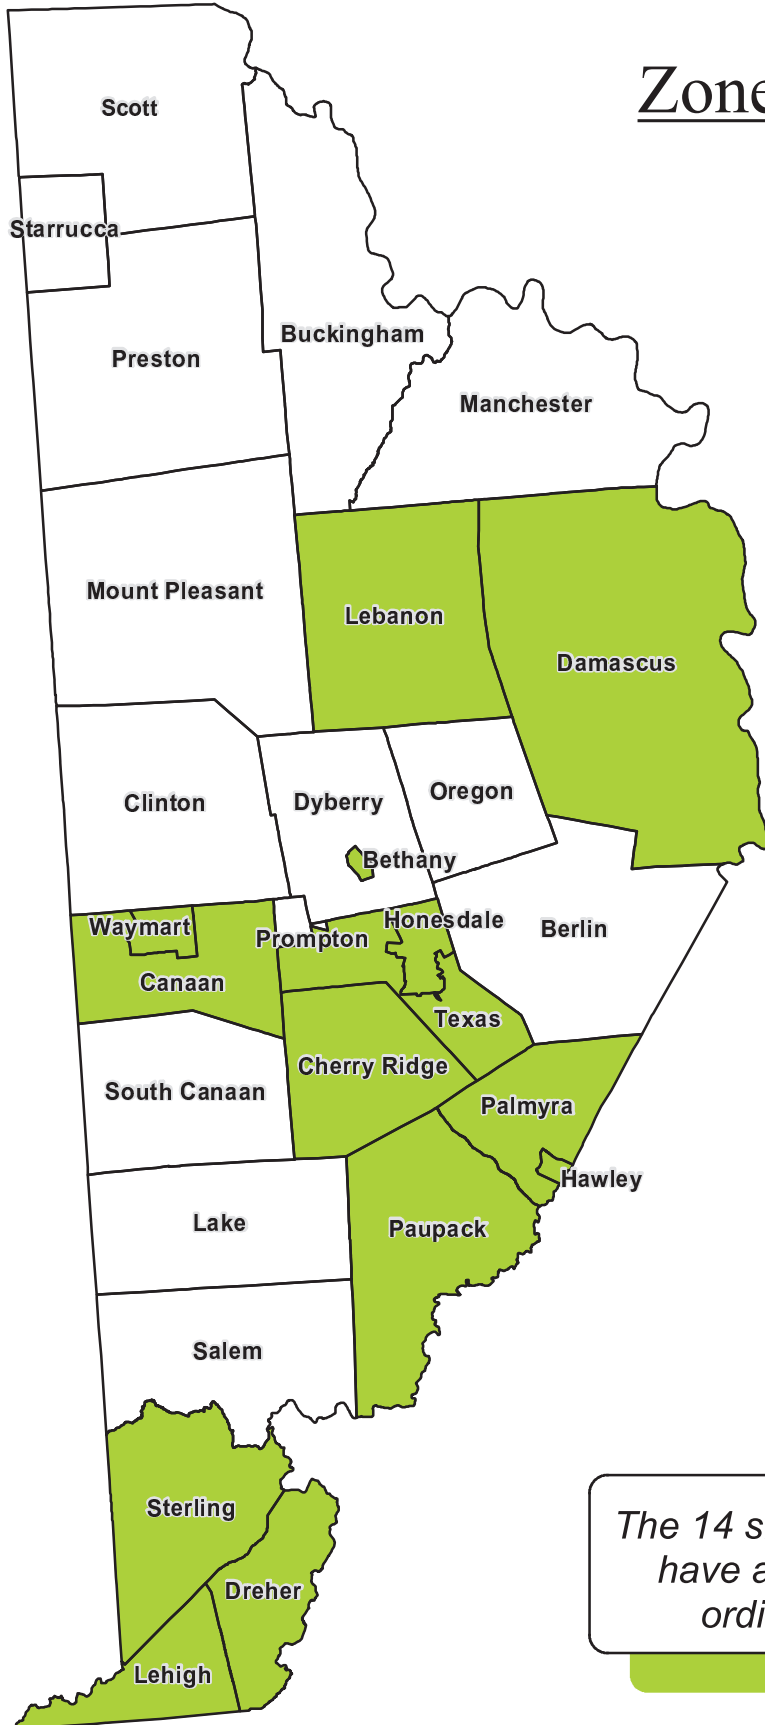 Zone
Scott
Starrucca
Buckingham
Preston
Manchester
Mount Pleasant
Lebanon
Damascus
Clinton
Dyberry
Oregon
Bethany
Waymart
Honesdale
Prompton
Berlin
Canaan
Texas
Cherry Ridge
South Canaan
Palmyra
Hawley
Lake
Paupack
Salem
Sterling
Dreher
Lehigh
The 14 s
have a
ordi